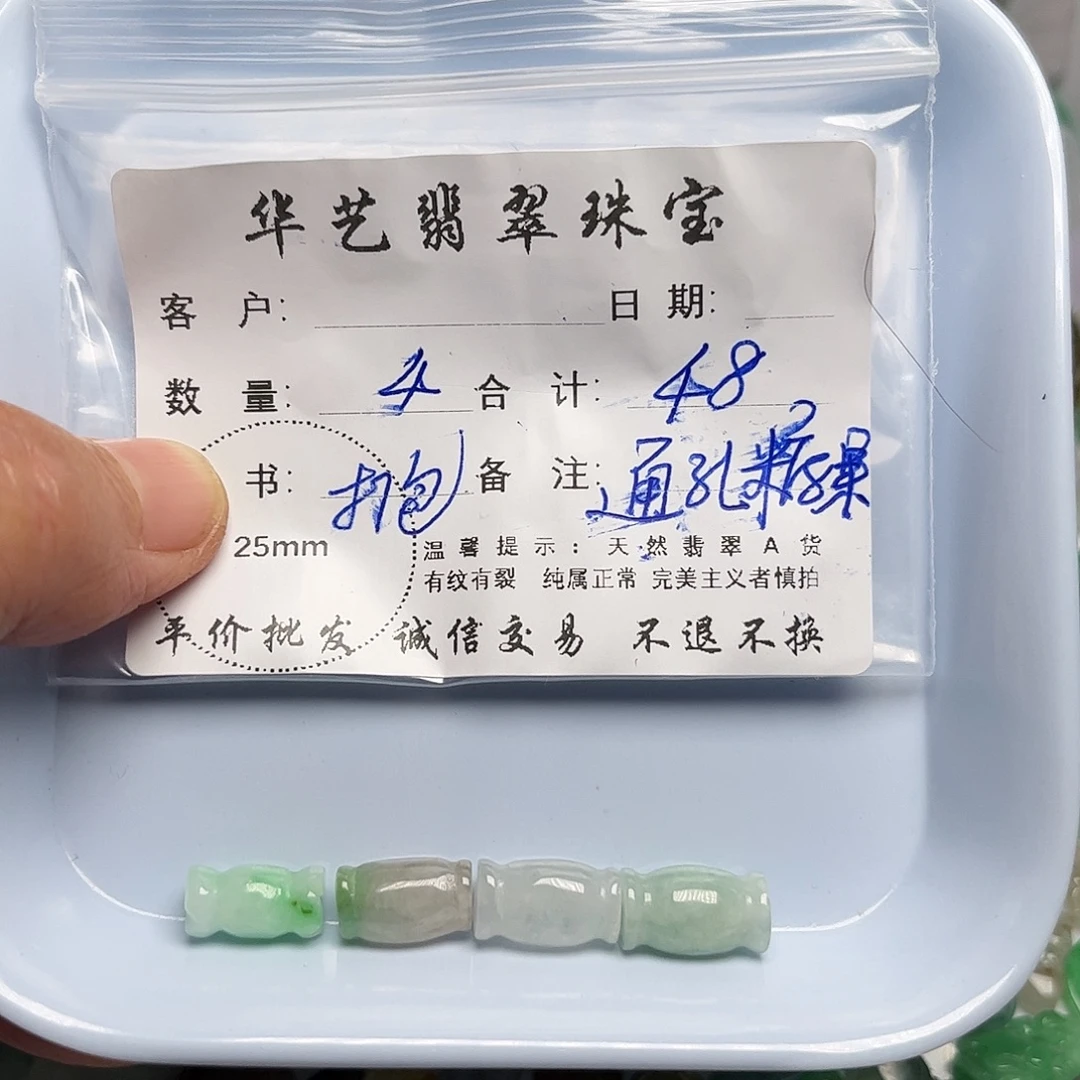 华艺翡翠珠宝
客 户: 日 期:
数 量: 4 合 计: 48
书: 打包 备 注: 通孔糖果
25mm
温馨提示:天然翡翠A货
有纹有裂 纯属正常 完美主义者慎拍
平价批发 诚信交易 不退不换